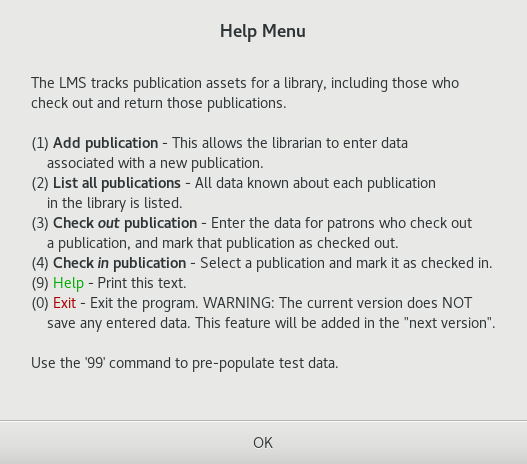 Help Menu
The LMS tracks publication assets for a library, including those who
check out and return those publications.
(1) Add publication - This allows the librarian to enter data
associated with a new publication.
(2) List all publications - All data known about each publication
in the library is listed.
(3) Check out publication - Enter the data for patrons who check out
a publication, and mark that publication as checked out.
(4) Check in publication - Select a publication and mark it as checked in.
(9) Help - Print this text.
(0) Exit - Exit the program. WARNING: The current version does NOT
save any entered data. This feature will be added in the "next version".
Use the '99' command to pre-populate test data.
OK